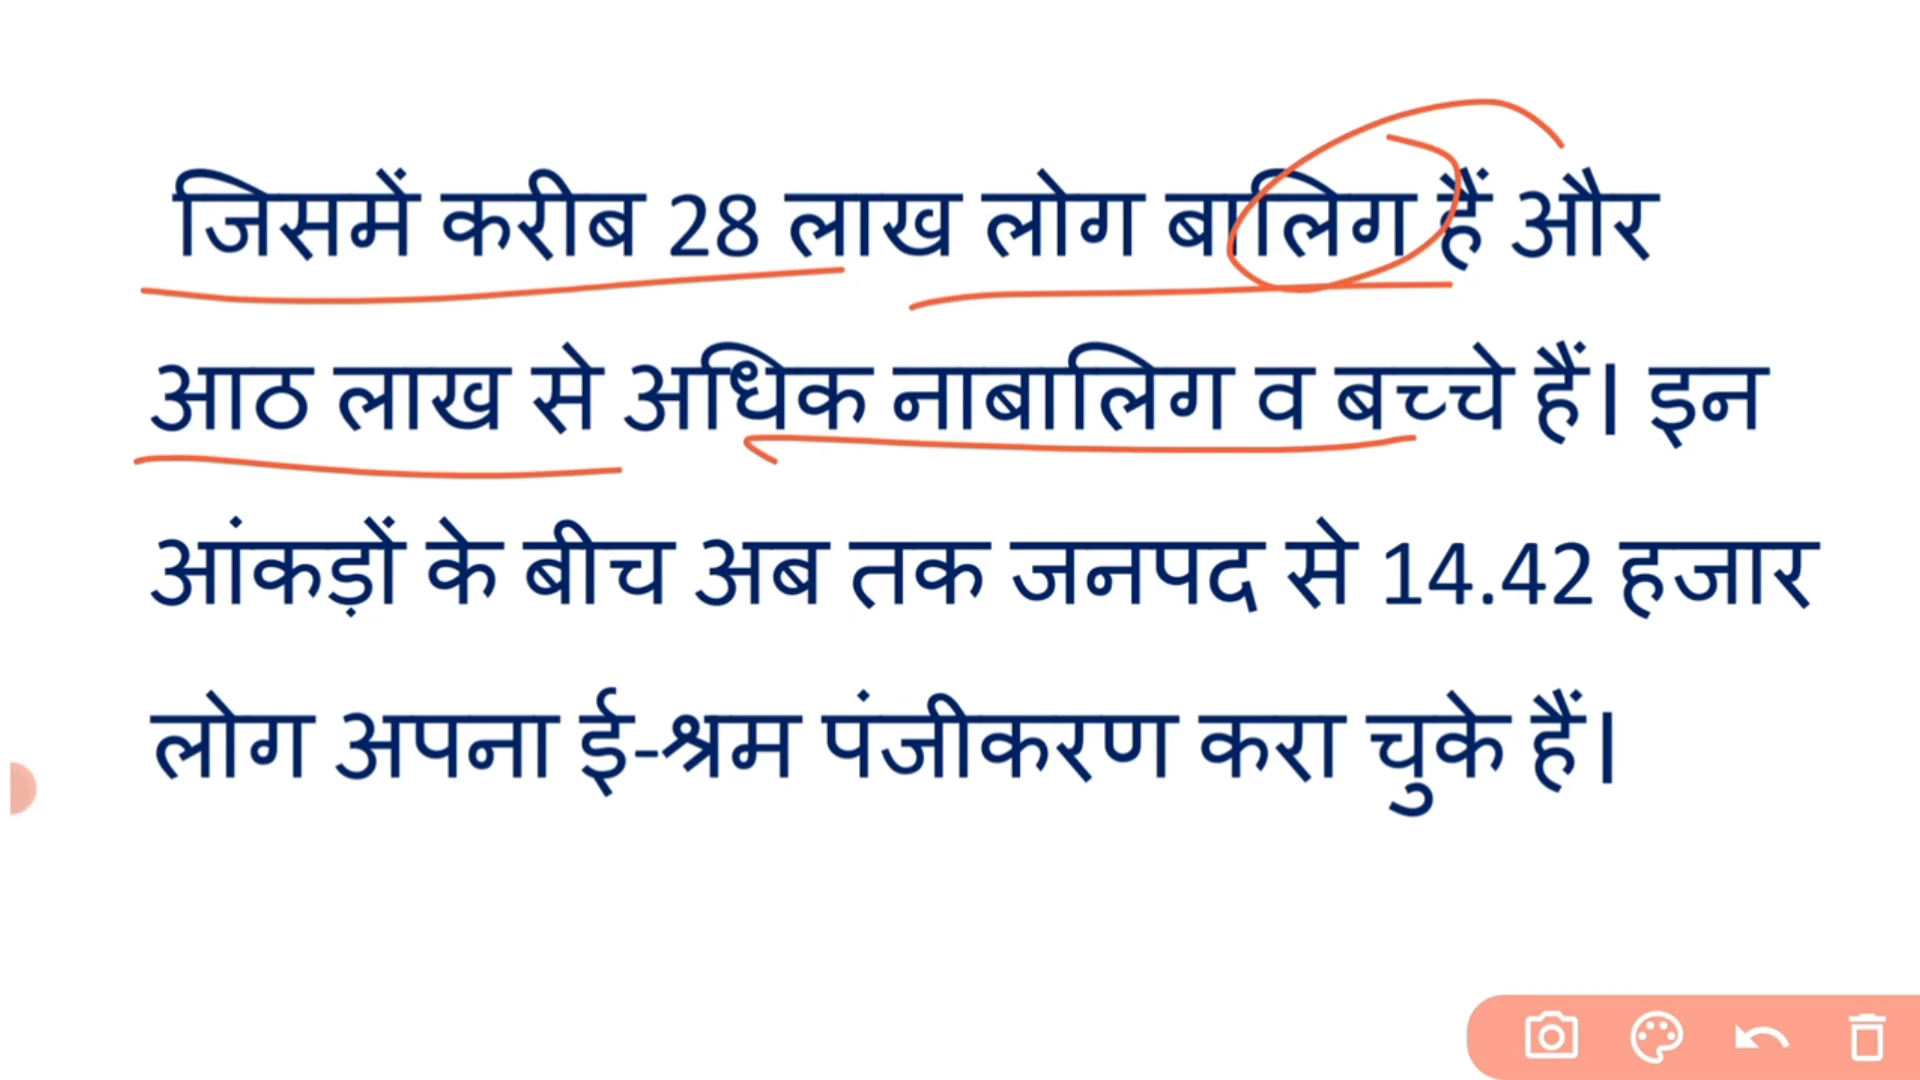 जिसमें करीब 28 लाख लोग बालिग हैं और
आठ लाख से अधिक नाबालिग व बच्चे हैं। इन
आंकड़ों के बीच अब तक जनपद से 14.42 हजार
लोग अपना ई-श्रम पंजीकरण करा चुके हैं।